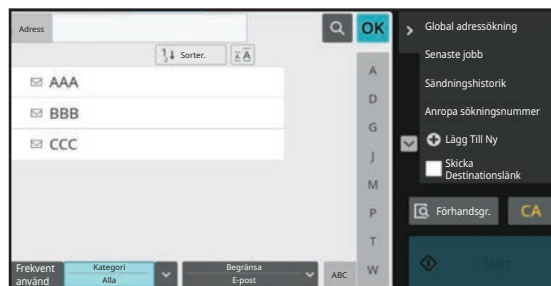 Adress
OK
Global adressökning
Sorter.
Senaste jobb
AAA
A
Sändningshistorik
D
BBB
Anropa sökningsnummer
G
CCC
Lägg Till Ny
J
Skicka
Destinationslänk
M
P
Förhandsgr.
CA
T
Frekvent
använd
Kategori
Alla
Begränsa
E-post
ABC
W
Start